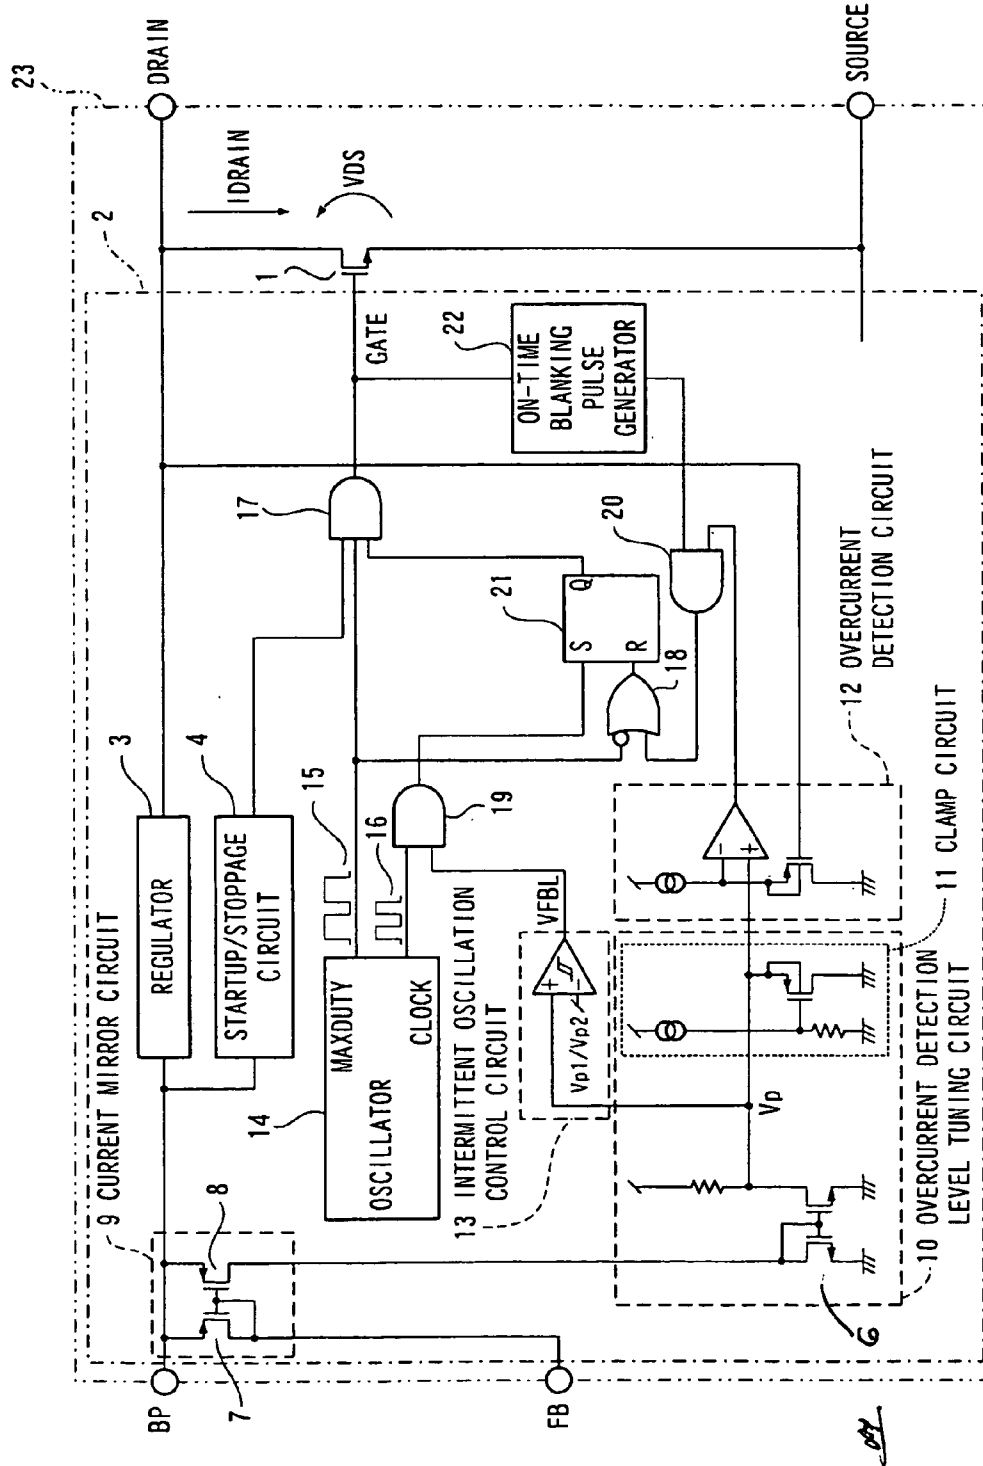 23
DRAIN
SOURCE
IDRAIN
VDS
2
1
GATE
22
ON-TIME
BLANKING
PULSE
GENERATOR
17
20
21
S
Q
R
18
12 OVERCURRENT
DETECTION CIRCUIT
3
REGULATOR
4
STARTUP/STOPPAGE
CIRCUIT
15
16
19
VFBL
+
-
Vp1/Vp2
-
+
11 CLAMP CIRCUIT
14
MAXDUTY
OSCILLATOR
CLOCK
13 INTERMITTENT OSCILLATION
CONTROL CIRCUIT
Vp
9 CURRENT MIRROR CIRCUIT
8
7
BP
FB
6
10 OVERCURRENT DETECTION
LEVEL TUNING CIRCUIT